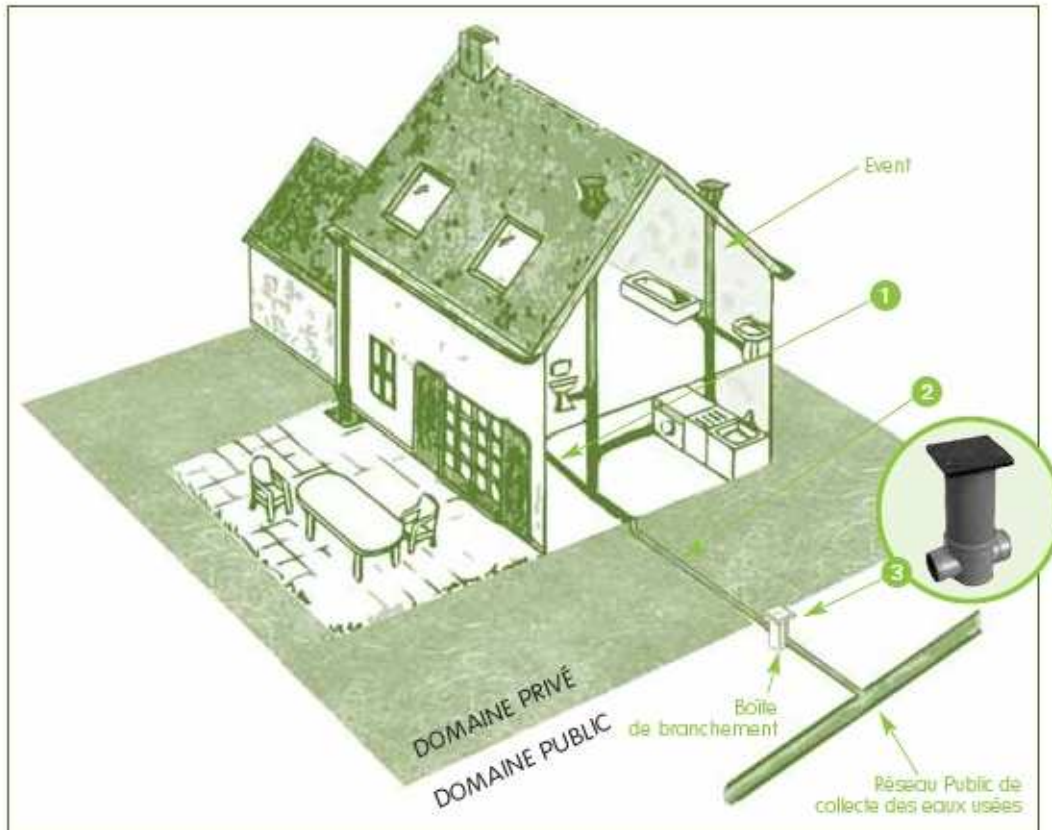 Event
1
2
3
DOMAINE PRIVÉ
DOMAINE PUBLIC
Boîte
de branchement
Réseau Public de
collecte des eaux usées